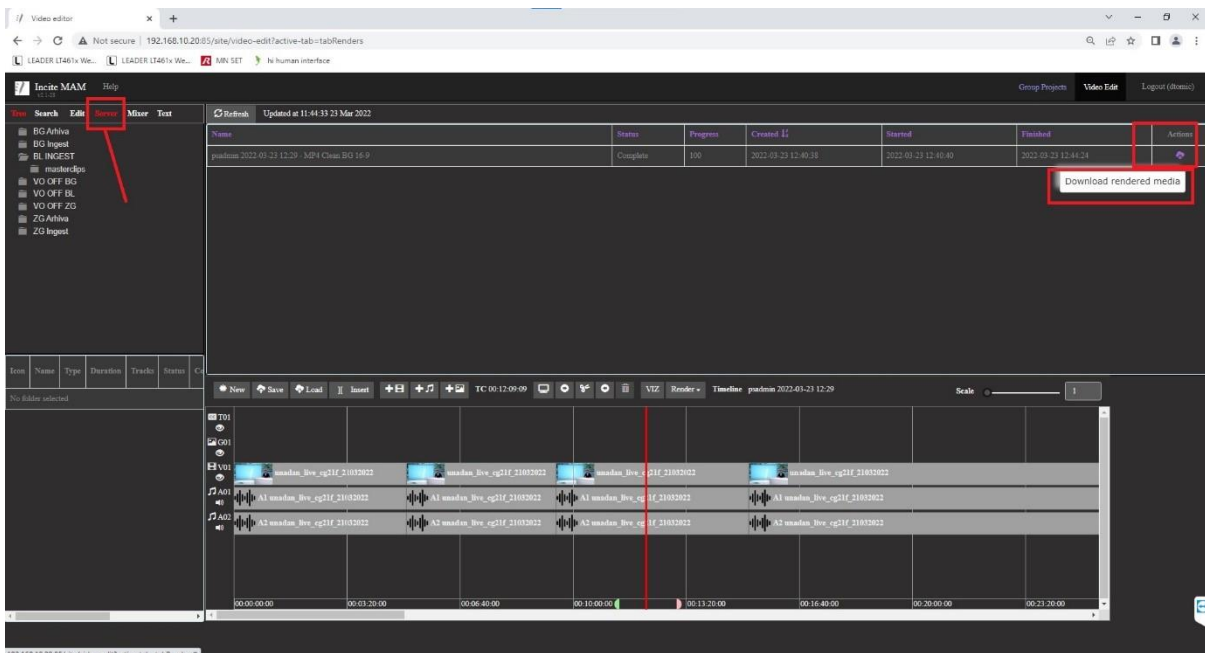 Video editor
Not secure 192.168.10.20:85/site/video-edit?active-tab=tabRenders
LEADER LT461x We... LEADER LT461x We... MN SET hi human interface
Incite MAM Help Group Projects Video Edit Logout (dtomic)
Tree Search Edit Server Mixer Text Refresh Updated at 11:44:33 23 Mar 2022
Name Status Progress Created Started Finished Actions
psadmin 2022-03-23 12:29 - MP4 Clean BG 16-9 Complete 100 2022-03-23 12:40:38 2022-03-23 12:40:40 2022-03-23 12:44:24
Download rendered media
BG Arhiva
BG Ingest
BL INGEST
masterclips
VO OFF BG
VO OFF BL
VO OFF ZG
ZG Arhiva
ZG Ingest
Icon Name Type Duration Tracks Status
No folder selected
New Save Load Insert TC 00:12:09:09 VIZ Render Timeline psadmin 2022-03-23 12:29 Scale 1
T01
G01
V01 unadan_live_cg21f_21032022 unadan_live_cg21f_21032022 unadan_live_cg21f_21032022 unadan_live_cg21f_21032022
A01 A1 unadan_live_cg21f_21032022 A1 unadan_live_cg21f_21032022 A1 unadan_live_cg21f_21032022 A1 unadan_live_cg21f_21032022
A02 A2 unadan_live_cg21f_21032022 A2 unadan_live_cg21f_21032022 A2 unadan_live_cg21f_21032022 A2 unadan_live_cg21f_21032022
00:00:00:00 00:03:20:00 00:06:40:00 00:10:00:00 00:13:20:00 00:16:40:00 00:20:00:00 00:23:20:00